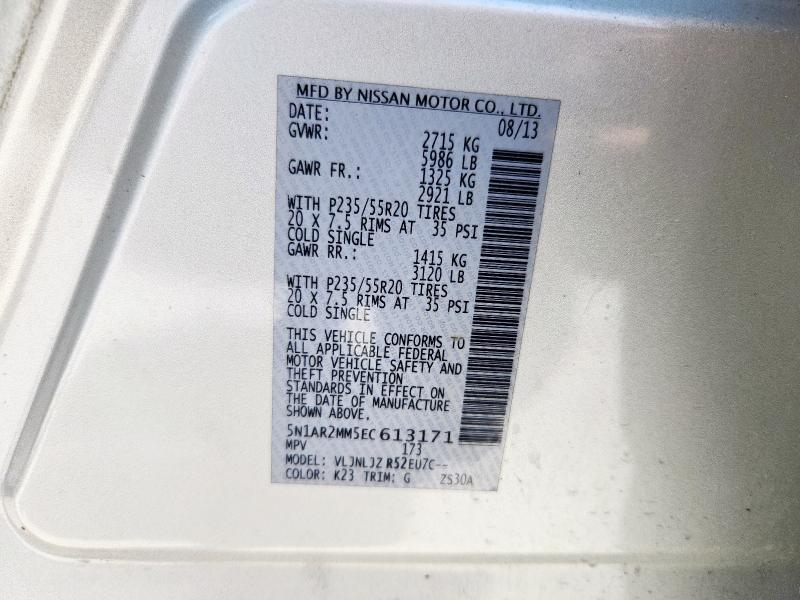 MFD BY NISSAN MOTOR CO., LTD.
DATE: 08/13
GVWR: 2715 KG
5986 LB
GAWR FR.: 1325 KG
2921 LB
WITH P235/55R20 TIRES
20 X 7.5 RIMS AT 35 PSI
COLD SINGLE
GAWR RR.: 1415 KG
3120 LB
WITH P235/55R20 TIRES
20 X 7.5 RIMS AT 35 PSI
COLD SINGLE
THIS VEHICLE CONFORMS TO
ALL APPLICABLE FEDERAL
MOTOR VEHICLE SAFETY AND
THEFT PREVENTION
STANDARDS IN EFFECT ON
THE DATE OF MANUFACTURE
SHOWN ABOVE.
5N1AR2MM5EC613171
MPV 173
MODEL: VLJNLJZ R52EU7C--
COLOR: K23 TRIM: G ZS30A